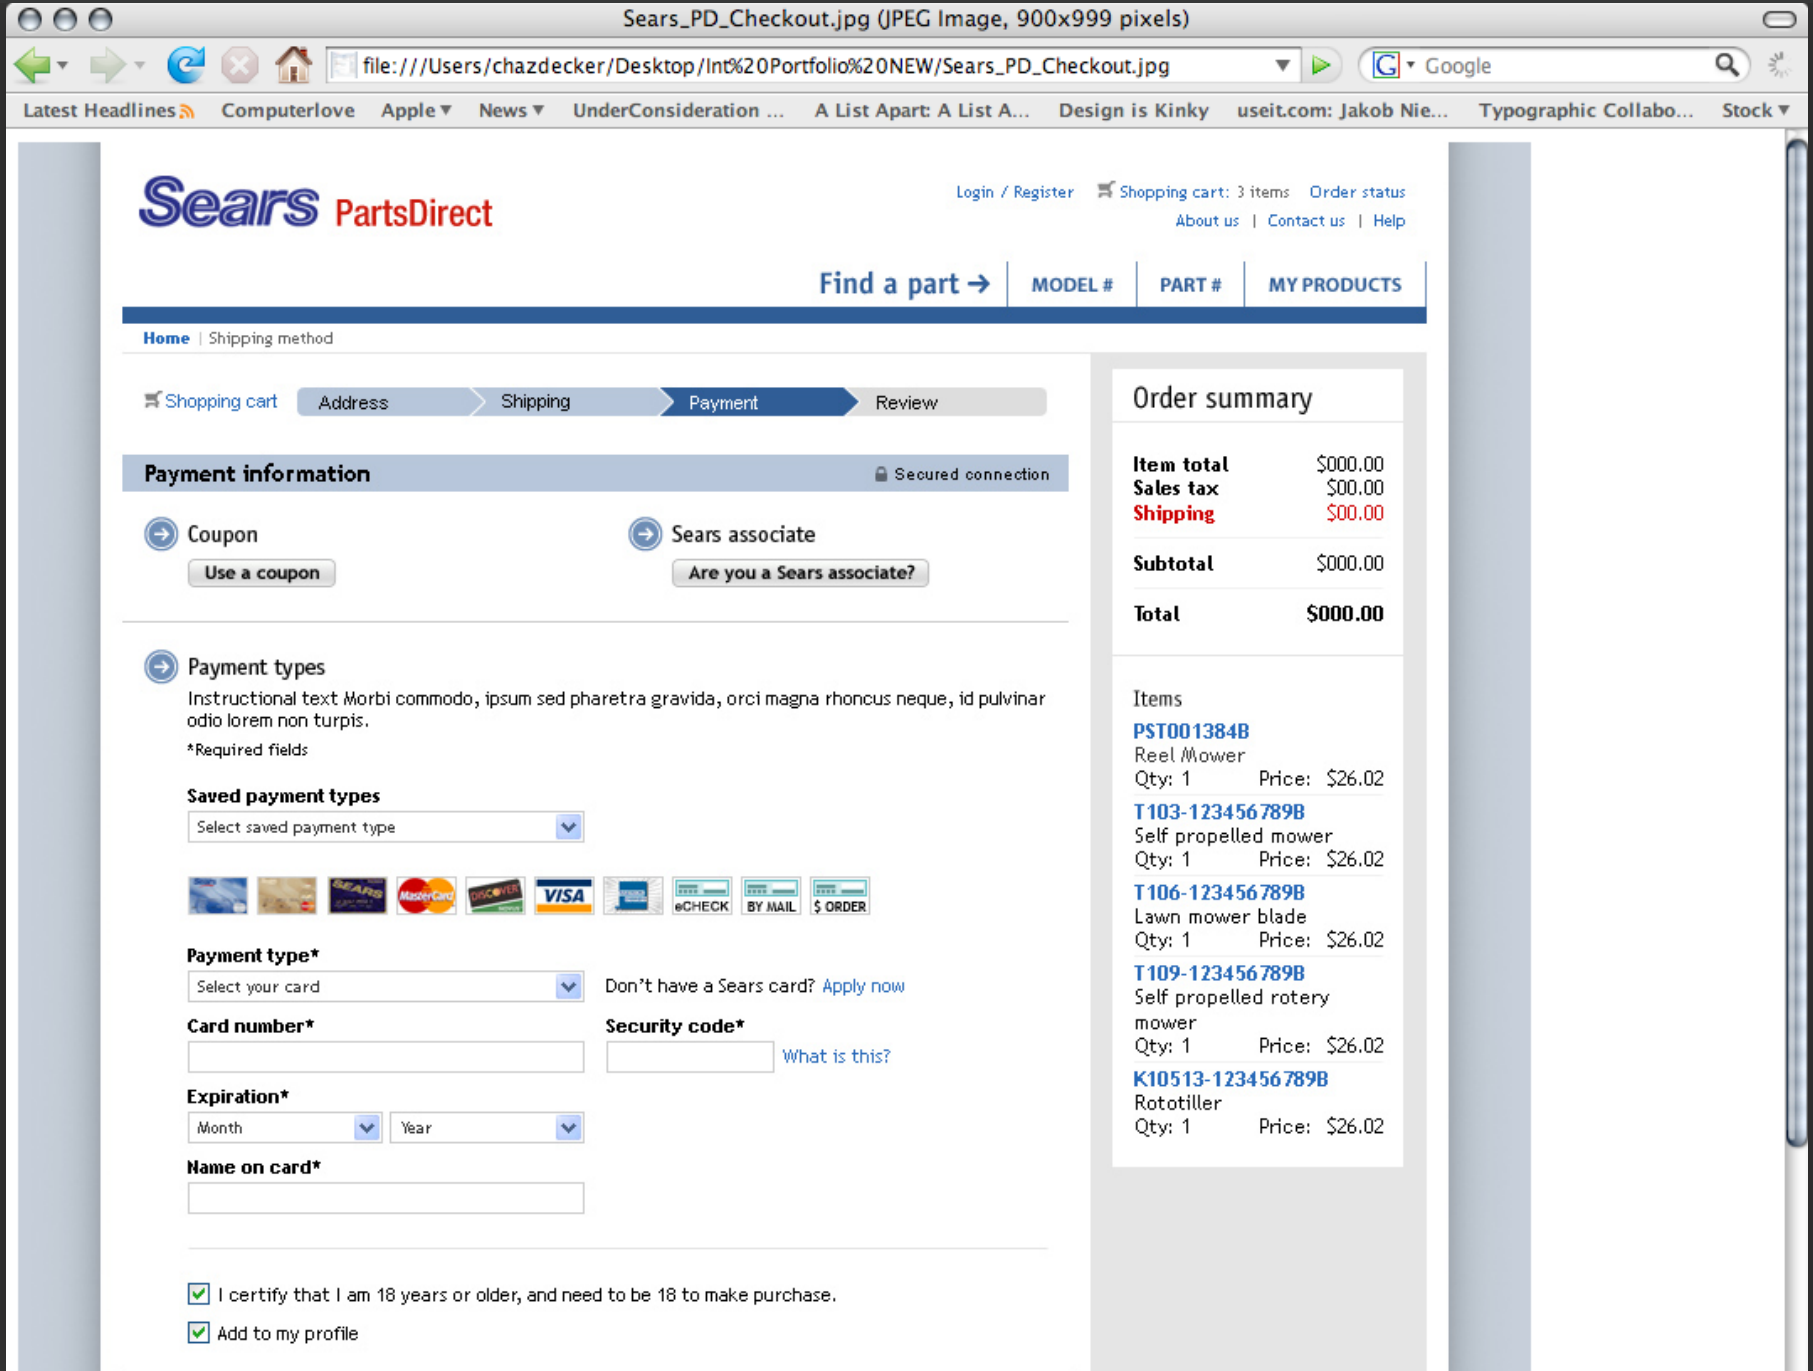 Sears_PD_Checkout.jpg (JPEG Image, 900x999 pixels)
file:///Users/chazdecker/Desktop/Int%20Portfolio%20NEW/Sears_PD_Checkout.jpg
G Google
Latest Headlines Computerlove Apple News UnderConsideration ... A List Apart: A List A... Design is Kinky useit.com: Jakob Nie... Typographic Collabo... Stock
Sears PartsDirect
Login / Register Shopping cart: 3 items Order status
About us | Contact us | Help
Find a part MODEL # PART # MY PRODUCTS
Home | Shipping method
Shopping cart Address Shipping Payment Review
Payment information Secured connection
Coupon Sears associate
Use a coupon Are you a Sears associate?
Payment types
Instructional text Morbi commodo, ipsum sed pharetra gravida, orci magna rhoncus neque, id pulvinar
odio lorem non turpis.
*Required fields
Saved payment types
Select saved payment type
SEARS MasterCard DISCOVER VISA eCHECK BY MAIL $ ORDER
Payment type*
Select your card Don't have a Sears card? Apply now
Card number* Security code*
What is this?
Expiration*
Month Year
Name on card*
I certify that I am 18 years or older, and need to be 18 to make purchase.
Add to my profile
Order summary
Item total $000.00
Sales tax $00.00
Shipping $00.00
Subtotal $000.00
Total $000.00
Items
PST001384B
Reel Mower
Qty: 1 Price: $26.02
T103-123456789B
Self propelled mower
Qty: 1 Price: $26.02
T106-123456789B
Lawn mower blade
Qty: 1 Price: $26.02
T109-123456789B
Self propelled rotery
mower
Qty: 1 Price: $26.02
K10513-123456789B
Rototiller
Qty: 1 Price: $26.02